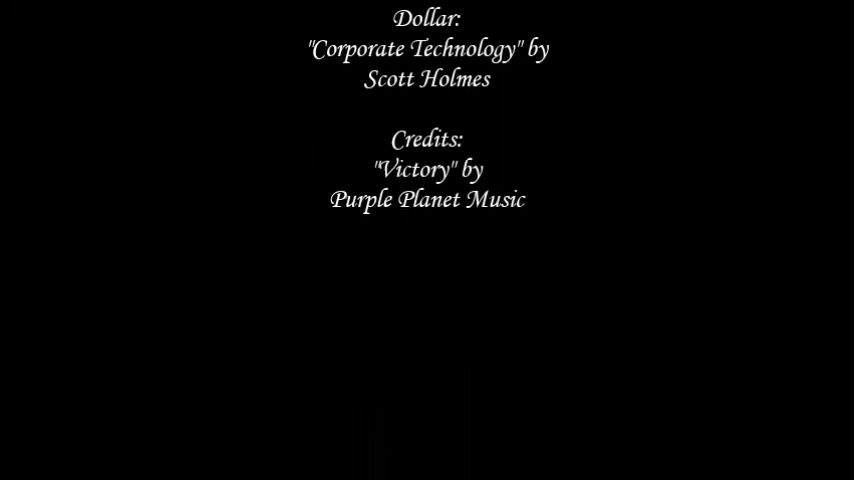 Dollar:
"Corporate Technology" by
Scott Holmes
Credits:
"Victory" by
Purple Planet Music